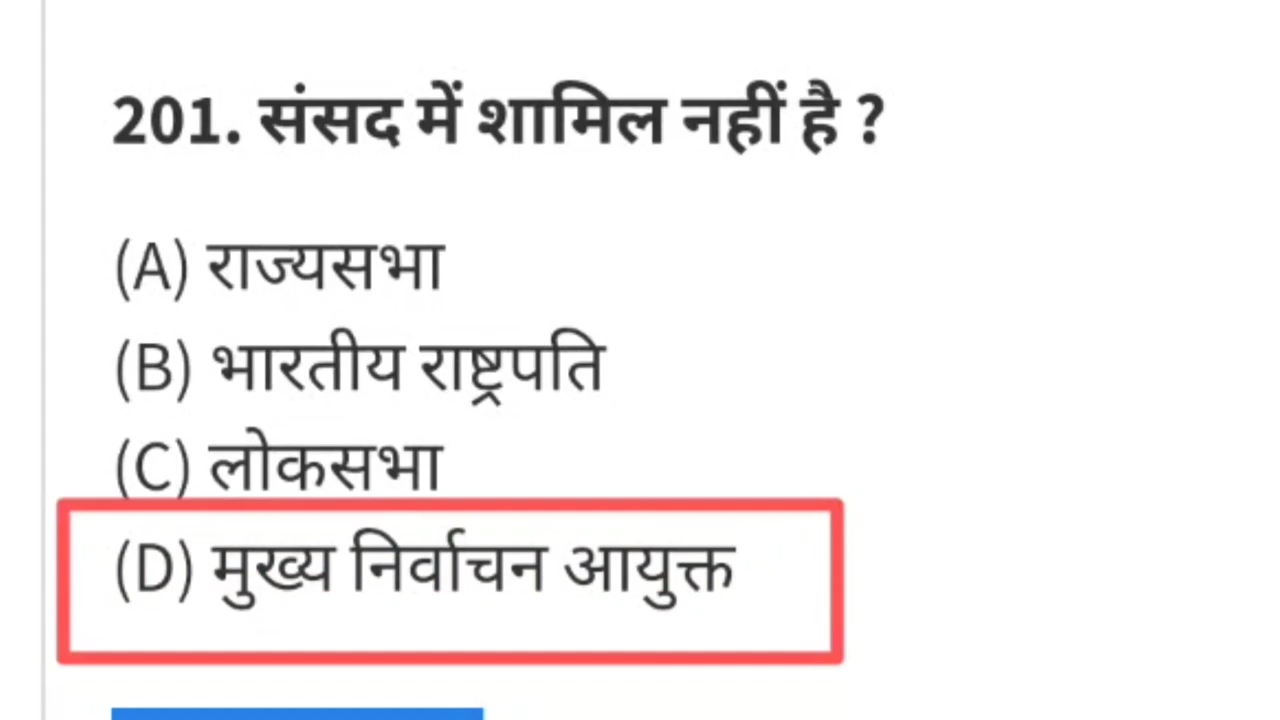 201. संसद में शामिल नहीं है ?
(A) राज्यसभा
(B) भारतीय राष्ट्रपति
(C) लोकसभा
(D) मुख्य निर्वाचन आयुक्त